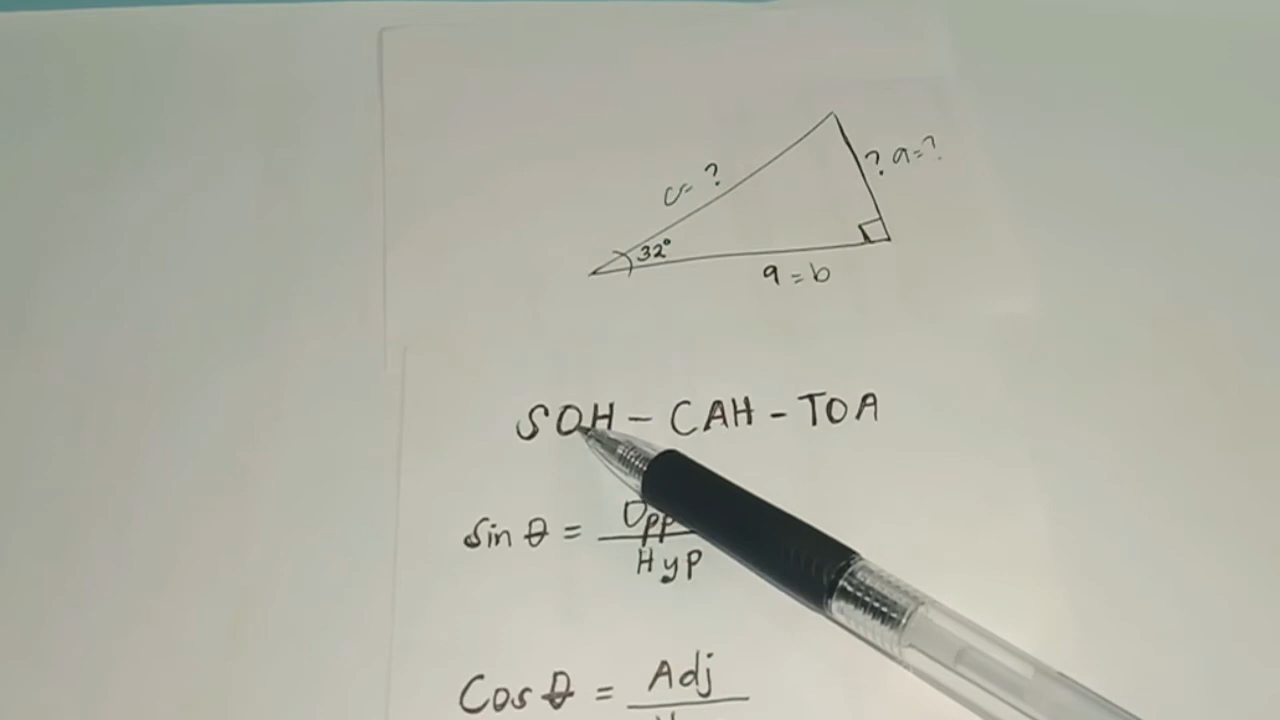 c= ?
? a=?
32°
9 = b
SOH - CAH - TOA
Sin θ = Opp
Hyp
Cos θ = Adj